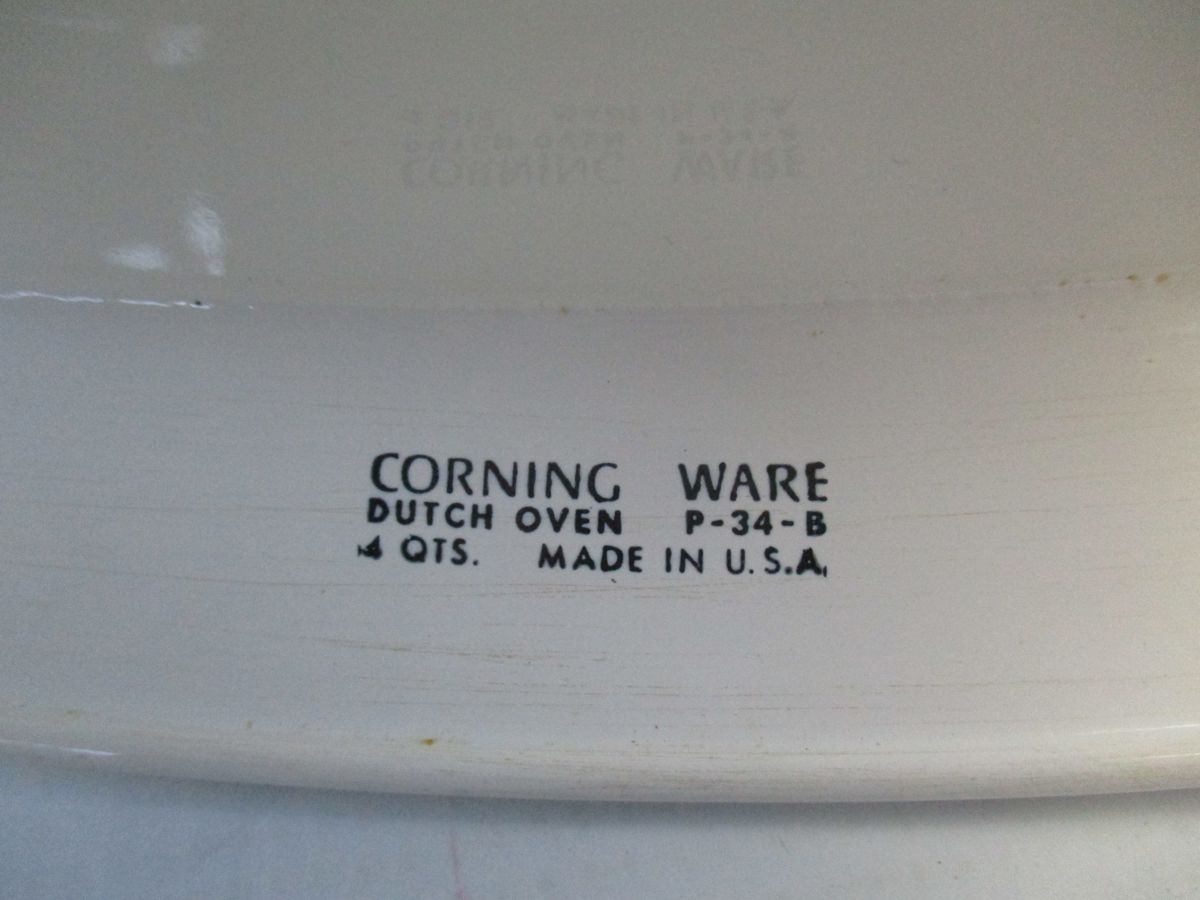 CORNING WARE
DUTCH OVEN P-34-B
4 QTS. MADE IN U.S.A.